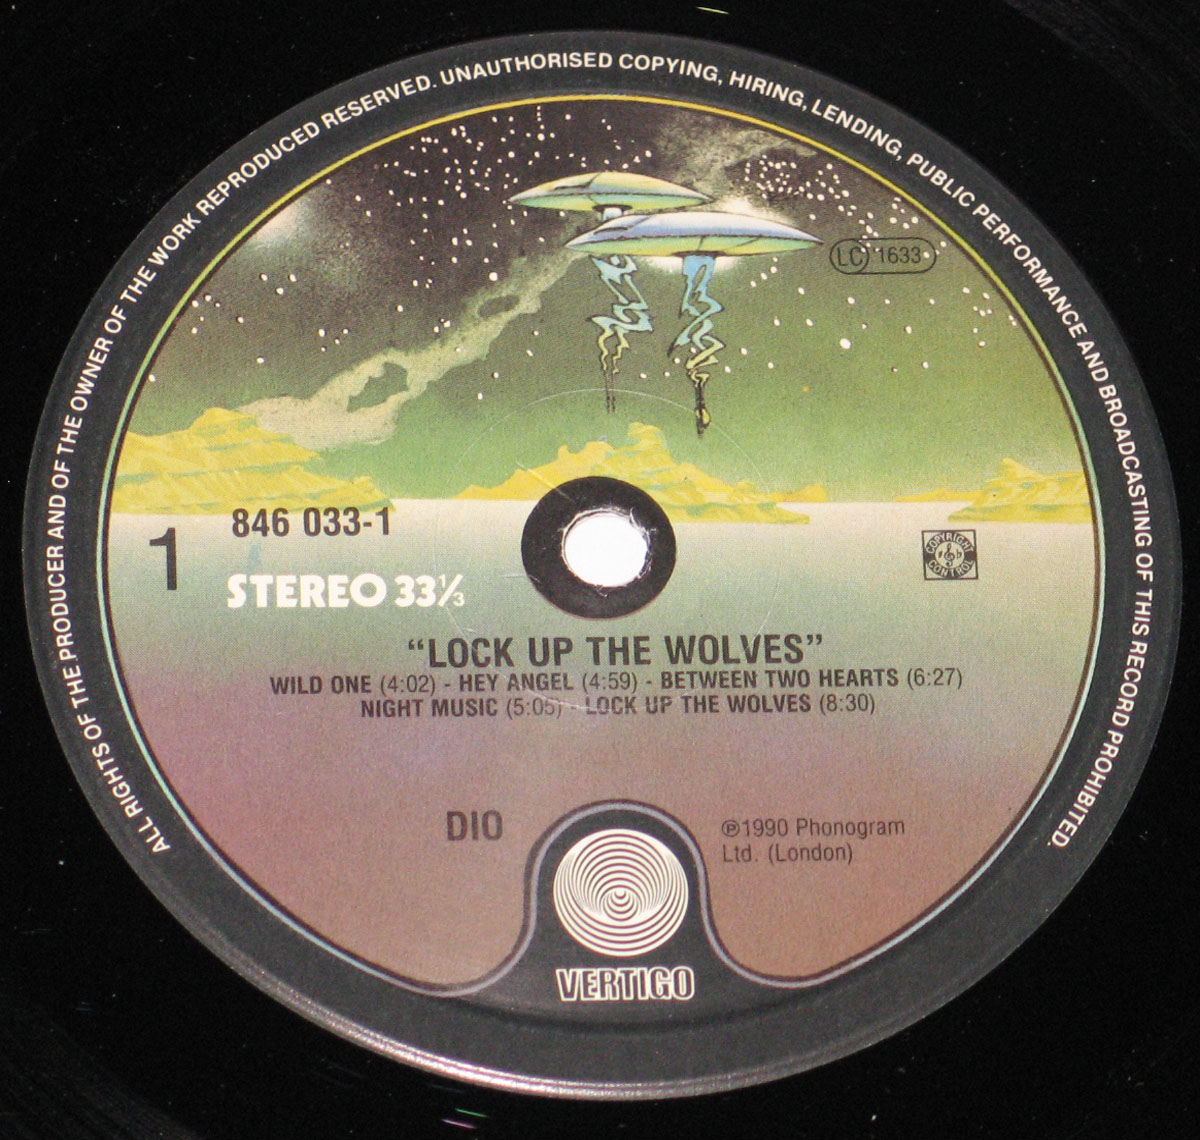 ALL RIGHTS OF THE PRODUCER AND OF THE OWNER OF THE WORK REPRODUCED RESERVED. UNAUTHORISED COPYING, HIRING, LENDING, PUBLIC PERFORMANCE AND BROADCASTING OF THIS RECORD PROHIBITED.
LC 1633
846 033-1
1
COPYRIGHT CONTROL
STEREO 33⅓
“LOCK UP THE WOLVES”
WILD ONE (4:02) - HEY ANGEL (4:59) - BETWEEN TWO HEARTS (6:27)
NIGHT MUSIC (5:05) - LOCK UP THE WOLVES (8:30)
DIO
℗1990 Phonogram
Ltd. (London)
VERTIGO